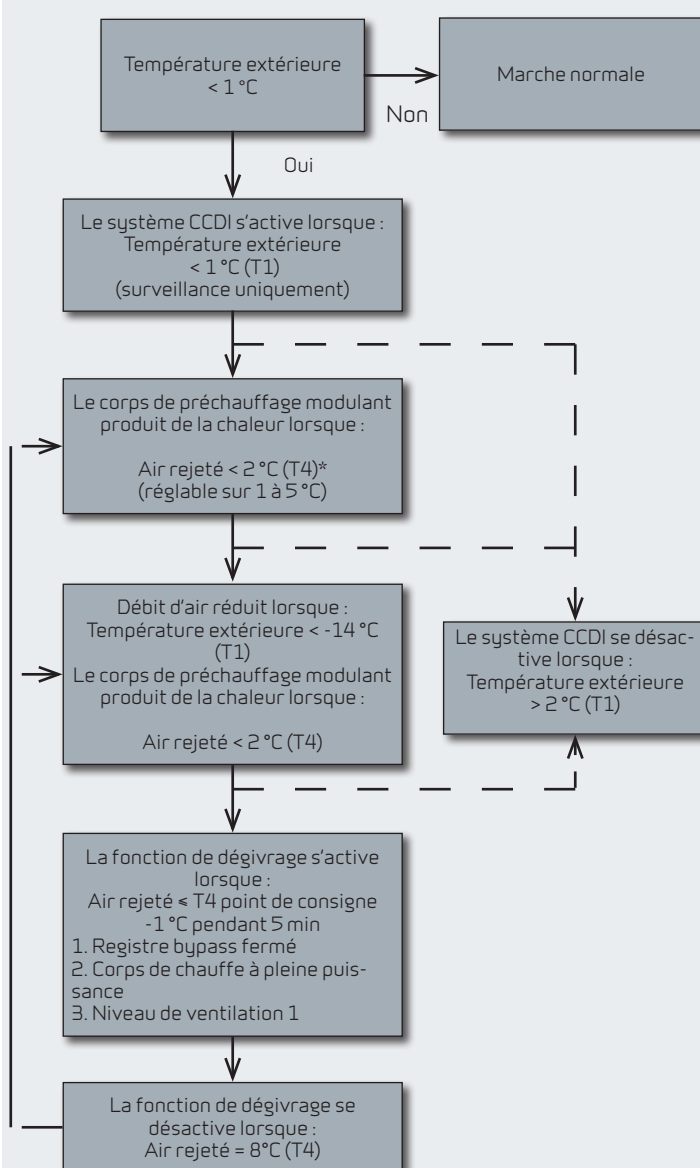 Température extérieure
< 1 °C
Marche normale
Non
Oui
Le système CCDI s'active lorsque :
Température extérieure
< 1 °C (T1)
(surveillance uniquement)
Le corps de préchauffage modulant
produit de la chaleur lorsque :
Air rejeté < 2 °C (T4)*
(réglable sur 1 à 5 °C)
Débit d'air réduit lorsque :
Température extérieure < -14 °C
(T1)
Le corps de préchauffage modulant
produit de la chaleur lorsque :
Air rejeté < 2 °C (T4)
Le système CCDI se désac-
tive lorsque :
Température extérieure
> 2 °C (T1)
La fonction de dégivrage s'active
lorsque :
Air rejeté ≤ T4 point de consigne
-1 °C pendant 5 min
1. Registre bypass fermé
2. Corps de chauffe à pleine puis-
sance
3. Niveau de ventilation 1
La fonction de dégivrage se
désactive lorsque :
Air rejeté = 8°C (T4)